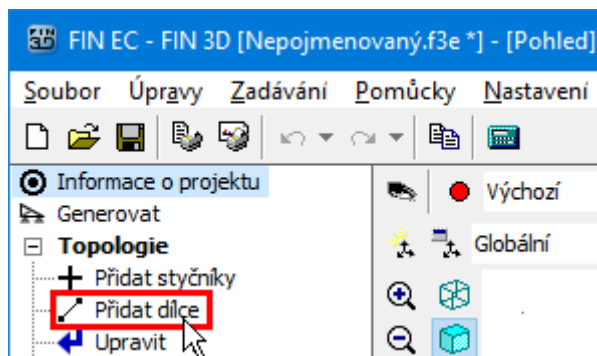 FIN EC - FIN 3D [Nepojmenovaný.f3e *] - [Pohled]
Soubor Úpravy Zadávání Pomůcky Nastavení
Informace o projektu
Výchozí
Generovat
Topologie
Globální
Přidat styčníky
Přidat dílce
Upravit